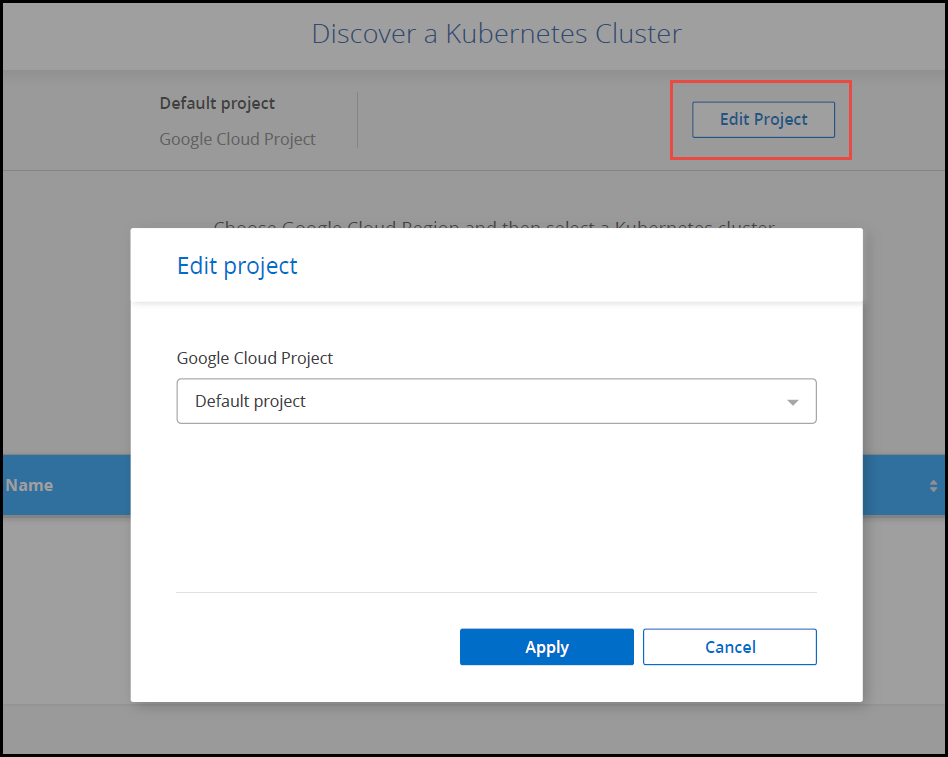 Discover a Kubernetes Cluster
Default project
Google Cloud Project
Edit Project
Choose Google Cloud Region and then select a Kubernetes cluster
Edit project
Google Cloud Project
Default project
Name
Apply
Cancel